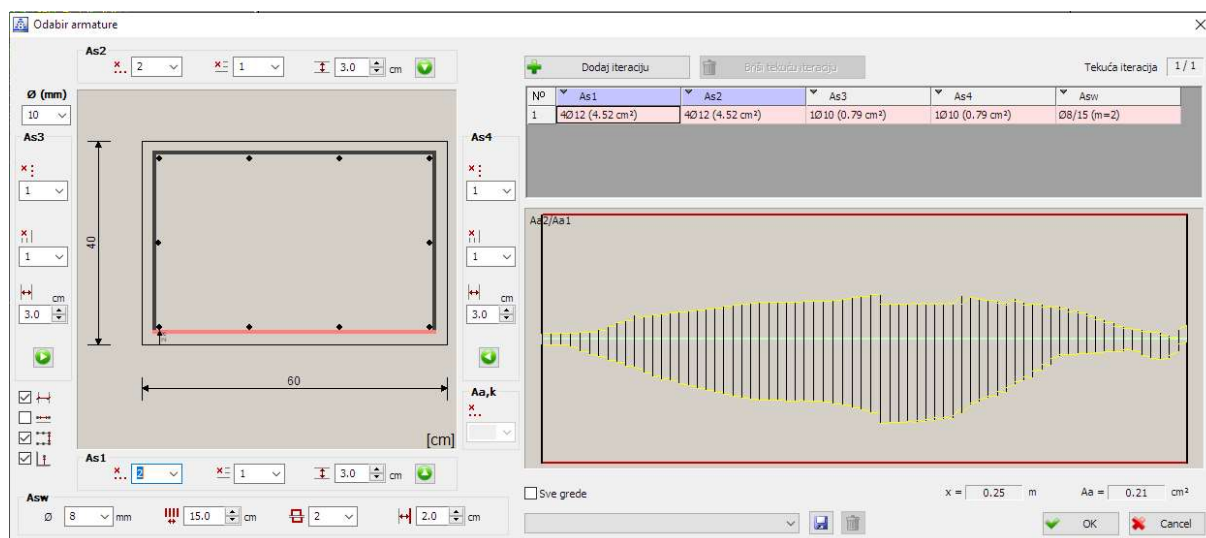 Odabir armature
As2
2 1 3.0 cm
Ø (mm)
10
As3
1
1
cm
3.0
40
60
[cm]
As4
1
1
cm
3.0
Aa,k
As1
2 1 3.0 cm
Asw
Ø 8 mm 15.0 cm 2 2.0 cm
Dodaj iteraciju Briši tekuću iteraciju Tekuća iteracija 1 / 1
Nº As1 As2 As3 As4 Asw
1 4Ø12 (4.52 cm²) 4Ø12 (4.52 cm²) 1Ø10 (0.79 cm²) 1Ø10 (0.79 cm²) Ø8/15 (m=2)
Aa2/Aa1
Sve grede x = 0.25 m Aa = 0.21 cm²
OK Cancel